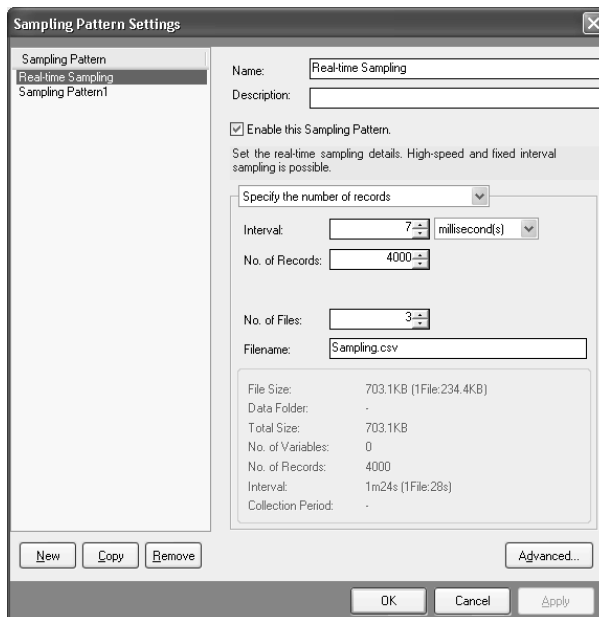 Sampling Pattern Settings
Sampling Pattern
Real-time Sampling
Sampling Pattern1
Name: Real-time Sampling
Description:
Enable this Sampling Pattern.
Set the real-time sampling details. High-speed and fixed interval
sampling is possible.
Specify the number of records
Interval: 7 millisecond(s)
No. of Records: 4000
No. of Files: 3
Filename: Sampling.csv
File Size: 703.1KB (1File:234.4KB)
Data Folder: -
Total Size: 703.1KB
No. of Variables: 0
No. of Records: 4000
Interval: 1m24s (1File:28s)
Collection Period: -
New Copy Remove Advanced...
OK Cancel Apply